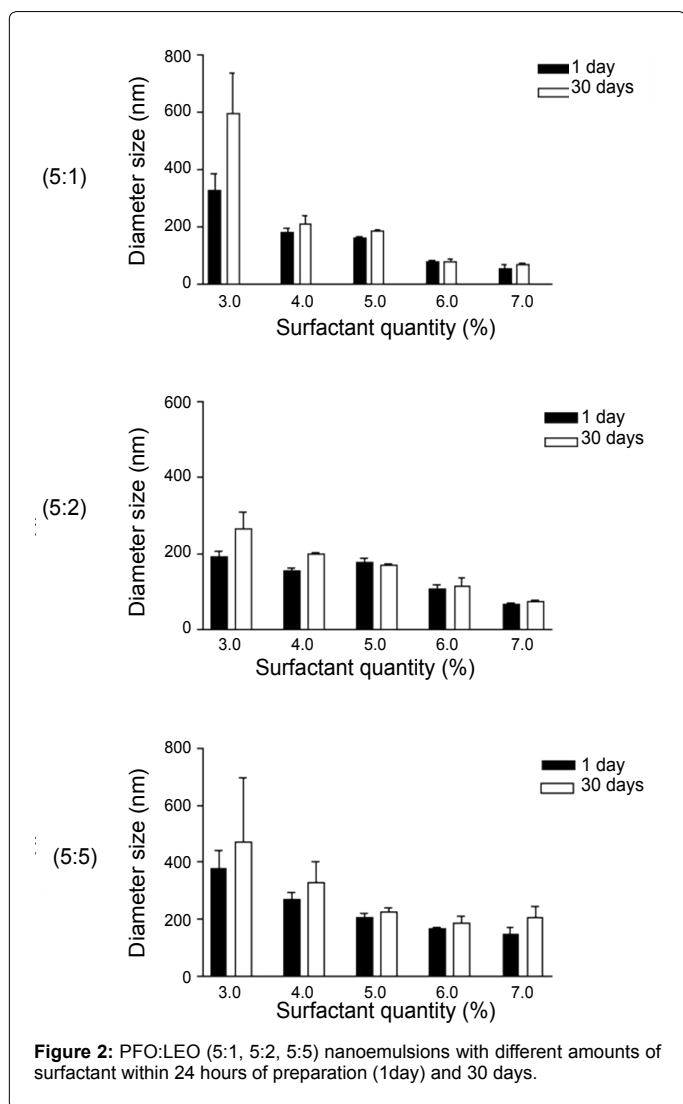 800
600
400
200
0
Diameter size (nm)
1 day
30 days
(5:1)
3.0 4.0 5.0 6.0 7.0
Surfactant quantity (%)
600
400
200
0
Diameter size (nm)
1 day
30 days
(5:2)
3.0 4.0 5.0 6.0 7.0
Surfactant quantity (%)
800
600
400
200
0
Diameter size (nm)
1 day
30 days
(5:5)
3.0 4.0 5.0 6.0 7.0
Surfactant quantity (%)
Figure 2: PFO:LEO (5:1, 5:2, 5:5) nanoemulsions with different amounts of
surfactant within 24 hours of preparation (1day) and 30 days.